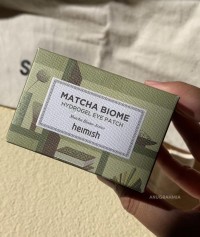 S
MATCHA BIOME
HYDROGEL EYE PATCH
heimish